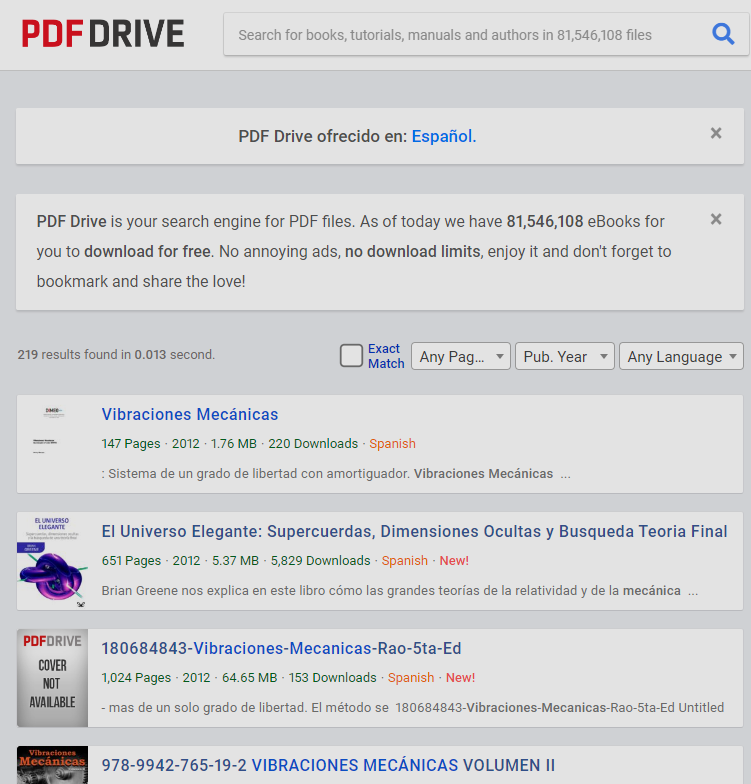 PDF DRIVE
Search for books, tutorials, manuals and authors in 81,546,108 files
PDF Drive ofrecido en: Español.
×
PDF Drive is your search engine for PDF files. As of today we have 81,546,108 eBooks for
×
you to download for free. No annoying ads, no download limits, enjoy it and don't forget to
bookmark and share the love!
219 results found in 0.013 second.
Exact
Match
Any Pag...
Pub. Year
Any Language
Vibraciones Mecánicas
147 Pages · 2012 · 1.76 MB · 220 Downloads · Spanish
: Sistema de un grado de libertad con amortiguador. Vibraciones Mecánicas ...
EL UNIVERSO
ELEGANTE
El Universo Elegante: Supercuerdas, Dimensiones Ocultas y Busqueda Teoria Final
651 Pages · 2012 · 5.37 MB · 5,829 Downloads · Spanish · New!
Brian Greene nos explica en este libro cómo las grandes teorías de la relatividad y de la mecánica ...
PDFDRIVE
COVER
NOT
AVAILABLE
180684843-Vibraciones-Mecanicas-Rao-5ta-Ed
1,024 Pages · 2012 · 64.65 MB · 153 Downloads · Spanish · New!
- mas de un solo grado de libertad. El método se 180684843-Vibraciones-Mecanicas-Rao-5ta-Ed Untitled
Vibraciones
Mecánicas
978-9942-765-19-2 VIBRACIONES MECÁNICAS VOLUMEN II